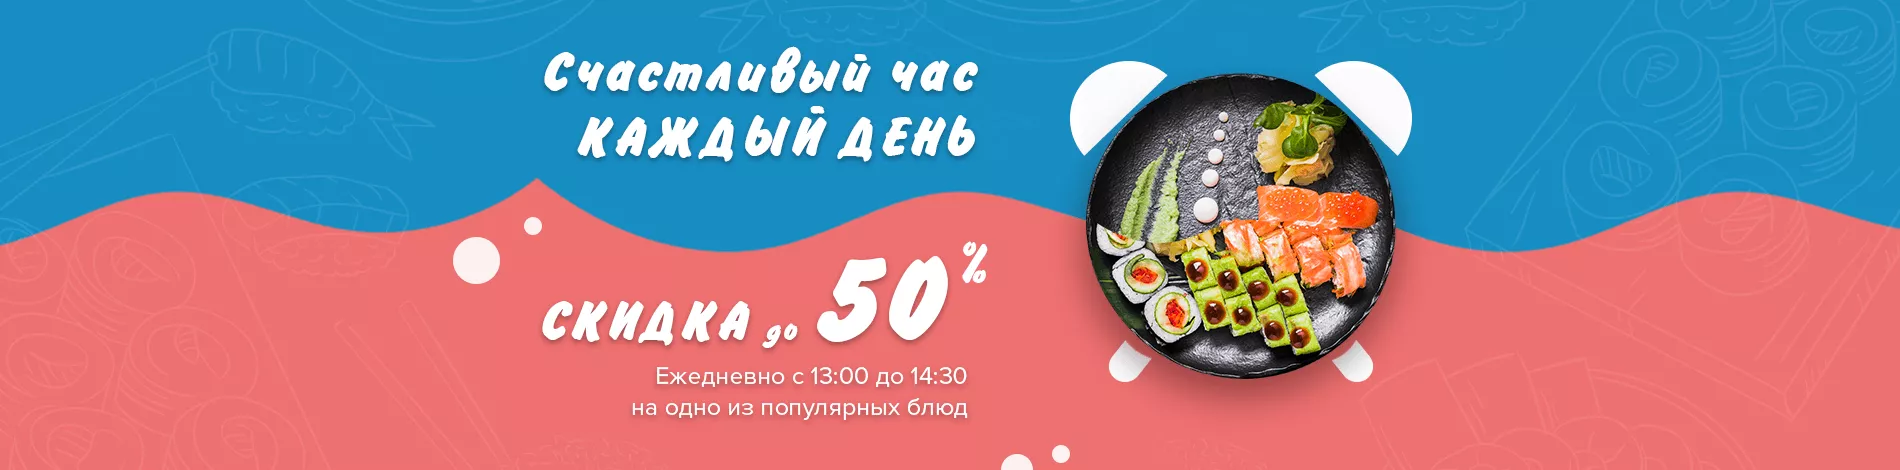 Счастливый час
КАЖДЫЙ ДЕНЬ
СКИДКА до 50%
Ежедневно с 13:00 до 14:30
на одно из популярных блюд